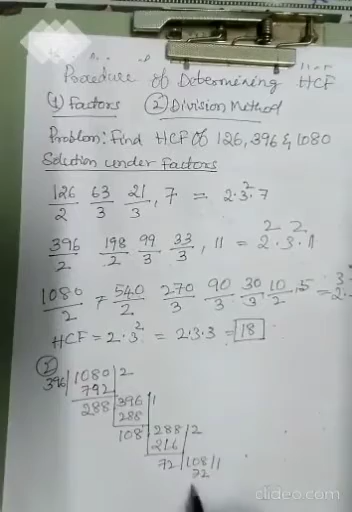 Procedure of Determining HCF
(1) Factors (2) Division Method
Problem: Find HCF of 126, 396 & 1080
Solution under factors
126/2 63/3 21/3, 7 = 2·3²·7
396/2 198/2 99/3 33/3, 11 = 2²·3²·11
1080/2 = 540/2 270/3 90/3 30/3 10/2, 5 = 2³·
HCF = 2·3² = 2·3·3 = 18
(2)
396 | 1080 | 2
792
288 | 396 | 1
288
108 | 288 | 2
216
72 | 108 | 1
72
clideo.com